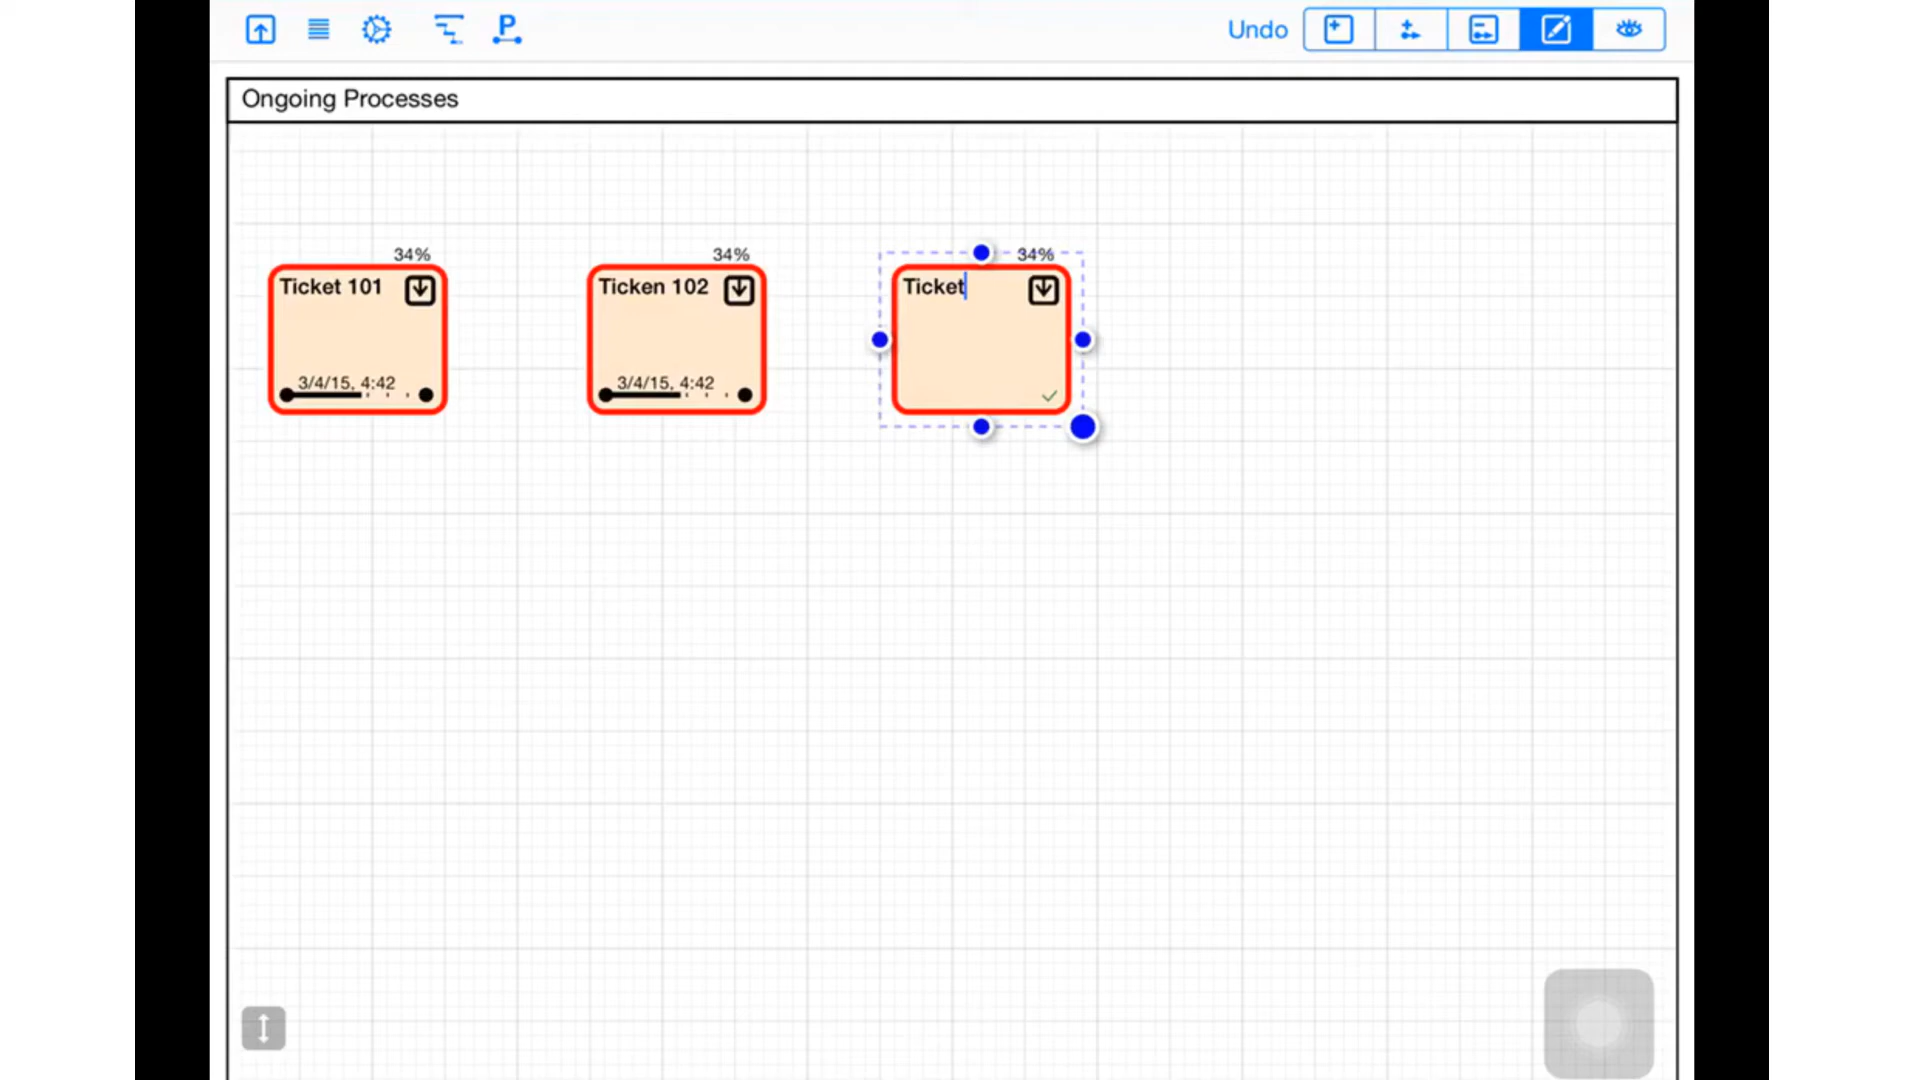 P
Undo
Ongoing Processes
34%
34%
34%
Ticket 101
Ticken 102
Ticket
3/4/15, 4:42
3/4/15, 4:42